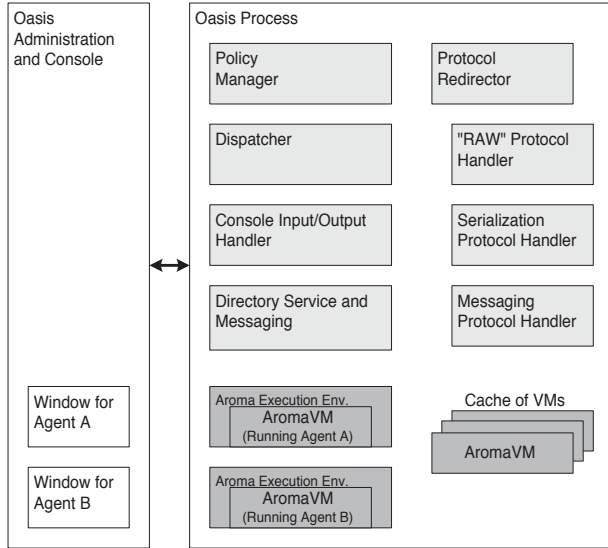 Oasis
Administration
and Console
Window for
Agent A
Window for
Agent B
Oasis Process
Policy
Manager
Protocol
Redirector
Dispatcher
"RAW" Protocol
Handler
Console Input/Output
Handler
Serialization
Protocol Handler
Directory Service and
Messaging
Messaging
Protocol Handler
Aroma Execution Env.
AromaVM
(Running Agent A)
Cache of VMs
AromaVM
Aroma Execution Env.
AromaVM
(Running Agent B)